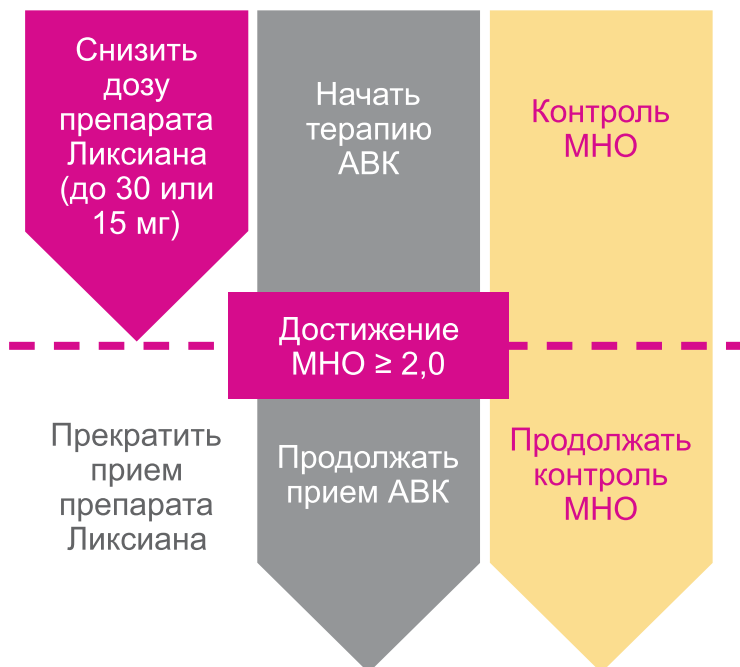 Снизить
дозу
препарата
Ликсиана
(до 30 или
15 мг)
Начать
терапию
АВК
Контроль
МНО
Достижение
МНО ≥ 2,0
Прекратить
прием
препарата
Ликсиана
Продолжать
прием АВК
Продолжать
контроль
МНО